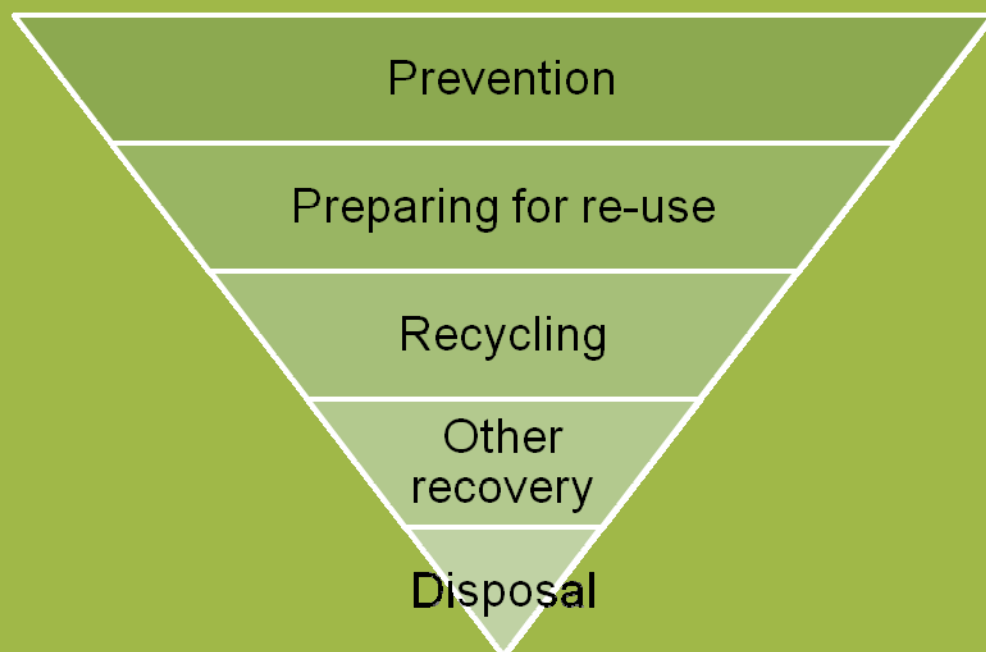 Prevention
Preparing for re-use
Recycling
Other
recovery
Disposal